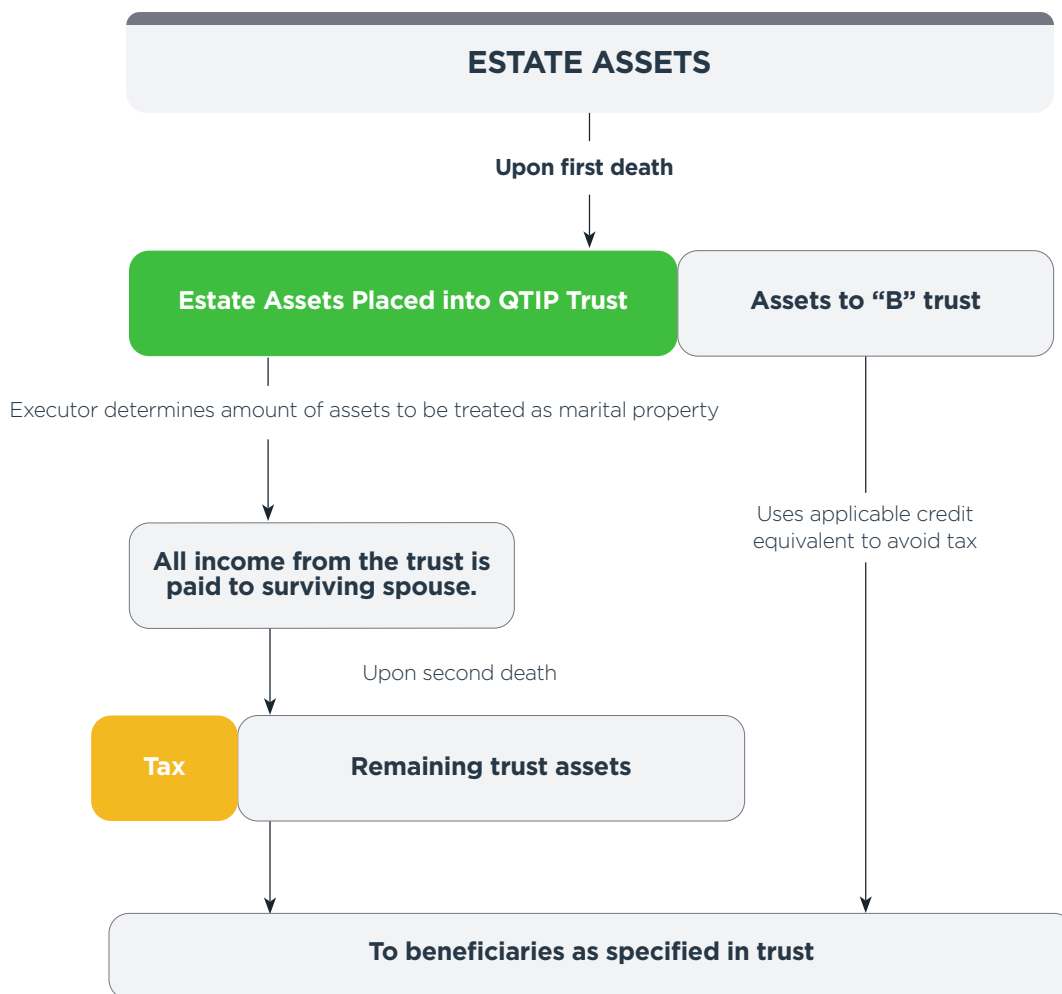 ESTATE ASSETS
Upon first death
Estate Assets Placed into QTIP Trust
Assets to “B” trust
Executor determines amount of assets to be treated as marital property
Uses applicable credit
equivalent to avoid tax
All income from the trust is
paid to surviving spouse.
Upon second death
Tax
Remaining trust assets
To beneficiaries as specified in trust